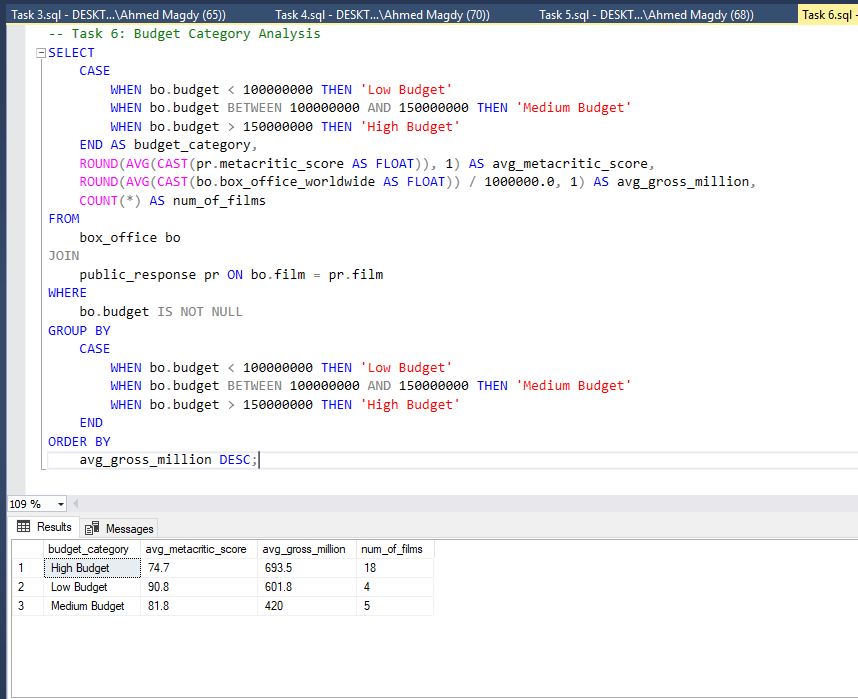 Task 3.sql - DESKT...\Ahmed Magdy (65)) Task 4.sql - DESKT...\Ahmed Magdy (70)) Task 5.sql - DESKT...\Ahmed Magdy (68)) Task 6.sql -
-- Task 6: Budget Category Analysis
SELECT
    CASE
        WHEN bo.budget < 100000000 THEN 'Low Budget'
        WHEN bo.budget BETWEEN 100000000 AND 150000000 THEN 'Medium Budget'
        WHEN bo.budget > 150000000 THEN 'High Budget'
    END AS budget_category,
    ROUND(AVG(CAST(pr.metacritic_score AS FLOAT)), 1) AS avg_metacritic_score,
    ROUND(AVG(CAST(bo.box_office_worldwide AS FLOAT)) / 1000000.0, 1) AS avg_gross_million,
    COUNT(*) AS num_of_films
FROM
    box_office bo
JOIN
    public_response pr ON bo.film = pr.film
WHERE
    bo.budget IS NOT NULL
GROUP BY
    CASE
        WHEN bo.budget < 100000000 THEN 'Low Budget'
        WHEN bo.budget BETWEEN 100000000 AND 150000000 THEN 'Medium Budget'
        WHEN bo.budget > 150000000 THEN 'High Budget'
    END
ORDER BY
    avg_gross_million DESC;
109 %
Results Messages
budget_category avg_metacritic_score avg_gross_million num_of_films
1 High Budget 74.7 693.5 18
2 Low Budget 90.8 601.8 4
3 Medium Budget 81.8 420 5